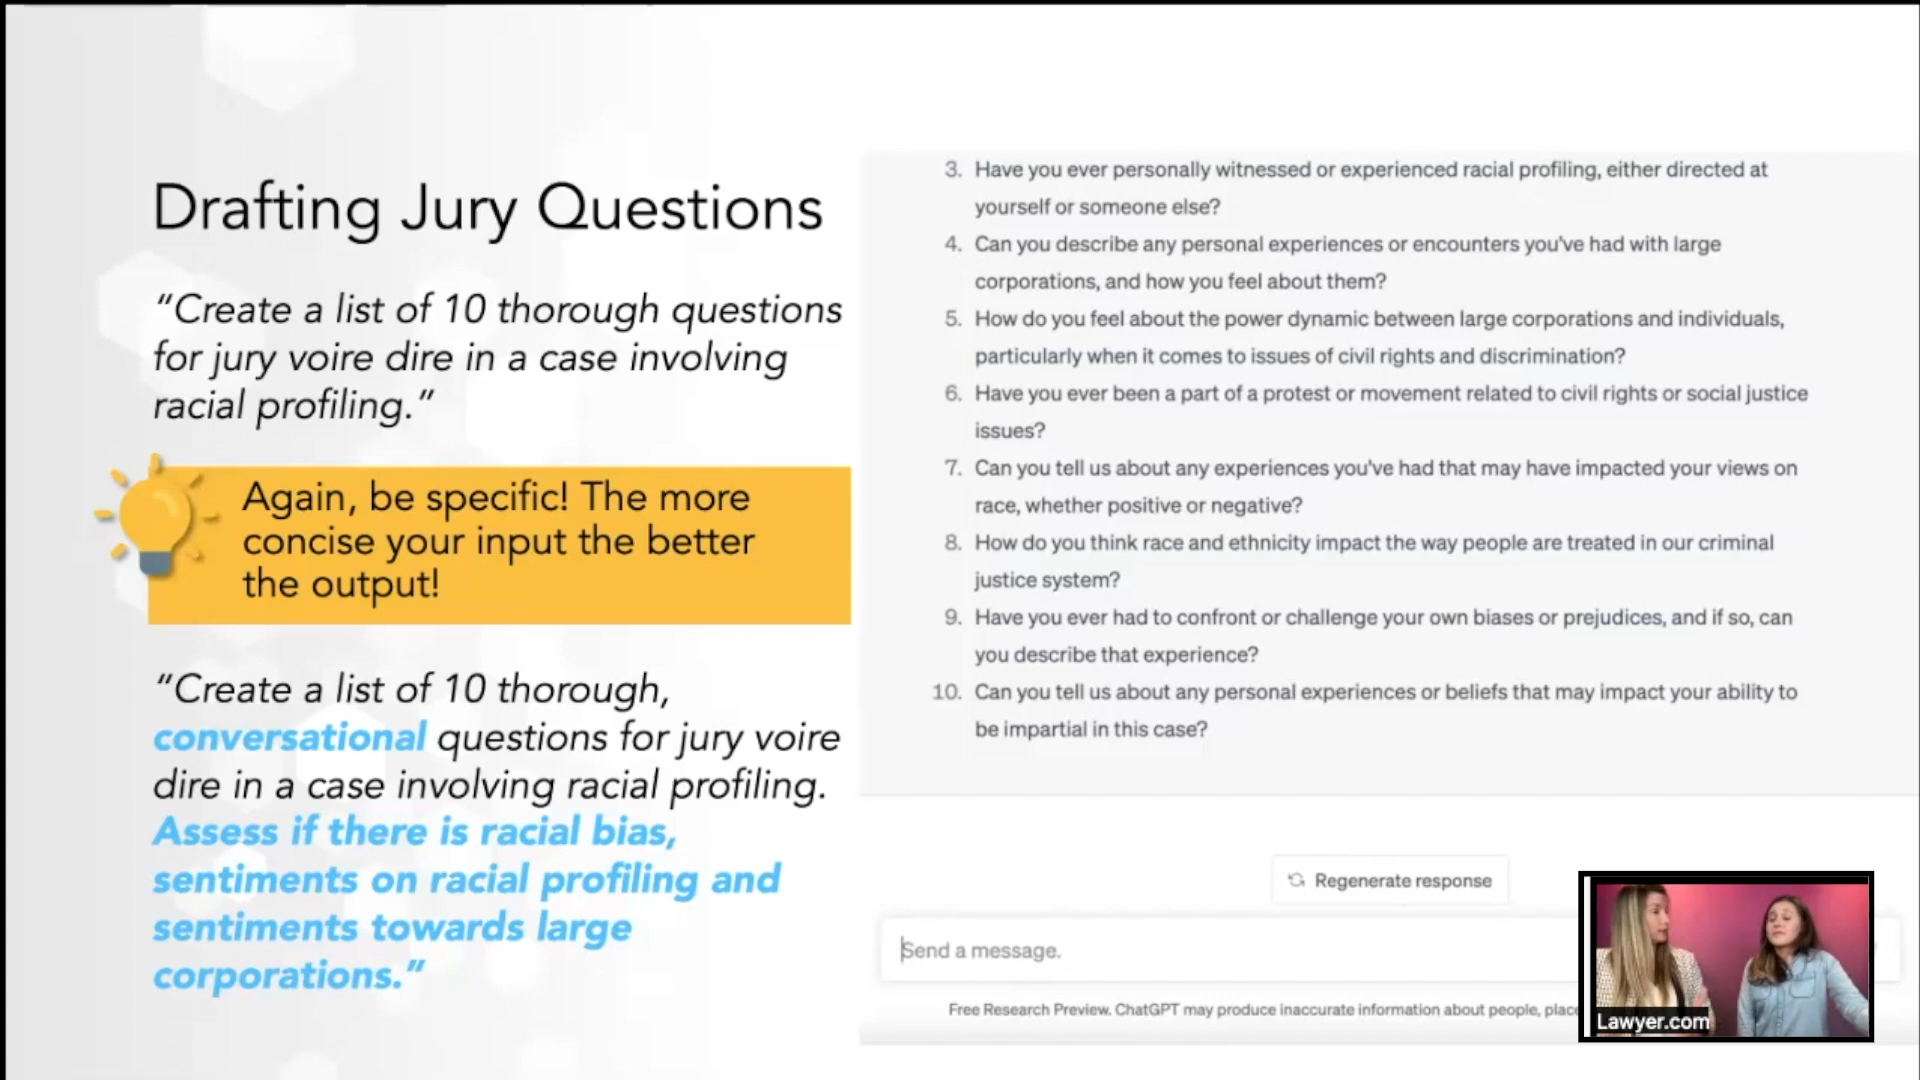 Drafting Jury Questions
“Create a list of 10 thorough questions
for jury voire dire in a case involving
racial profiling.”
Again, be specific! The more
concise your input the better
the output!
“Create a list of 10 thorough,
conversational questions for jury voire
dire in a case involving racial profiling.
Assess if there is racial bias,
sentiments on racial profiling and
sentiments towards large
corporations.”
3. Have you ever personally witnessed or experienced racial profiling, either directed at
yourself or someone else?
4. Can you describe any personal experiences or encounters you've had with large
corporations, and how you feel about them?
5. How do you feel about the power dynamic between large corporations and individuals,
particularly when it comes to issues of civil rights and discrimination?
6. Have you ever been a part of a protest or movement related to civil rights or social justice
issues?
7. Can you tell us about any experiences you've had that may have impacted your views on
race, whether positive or negative?
8. How do you think race and ethnicity impact the way people are treated in our criminal
justice system?
9. Have you ever had to confront or challenge your own biases or prejudices, and if so, can
you describe that experience?
10. Can you tell us about any personal experiences or beliefs that may impact your ability to
be impartial in this case?
Regenerate response
Send a message.
Free Research Preview. ChatGPT may produce inaccurate information about people,
Lawyer.com